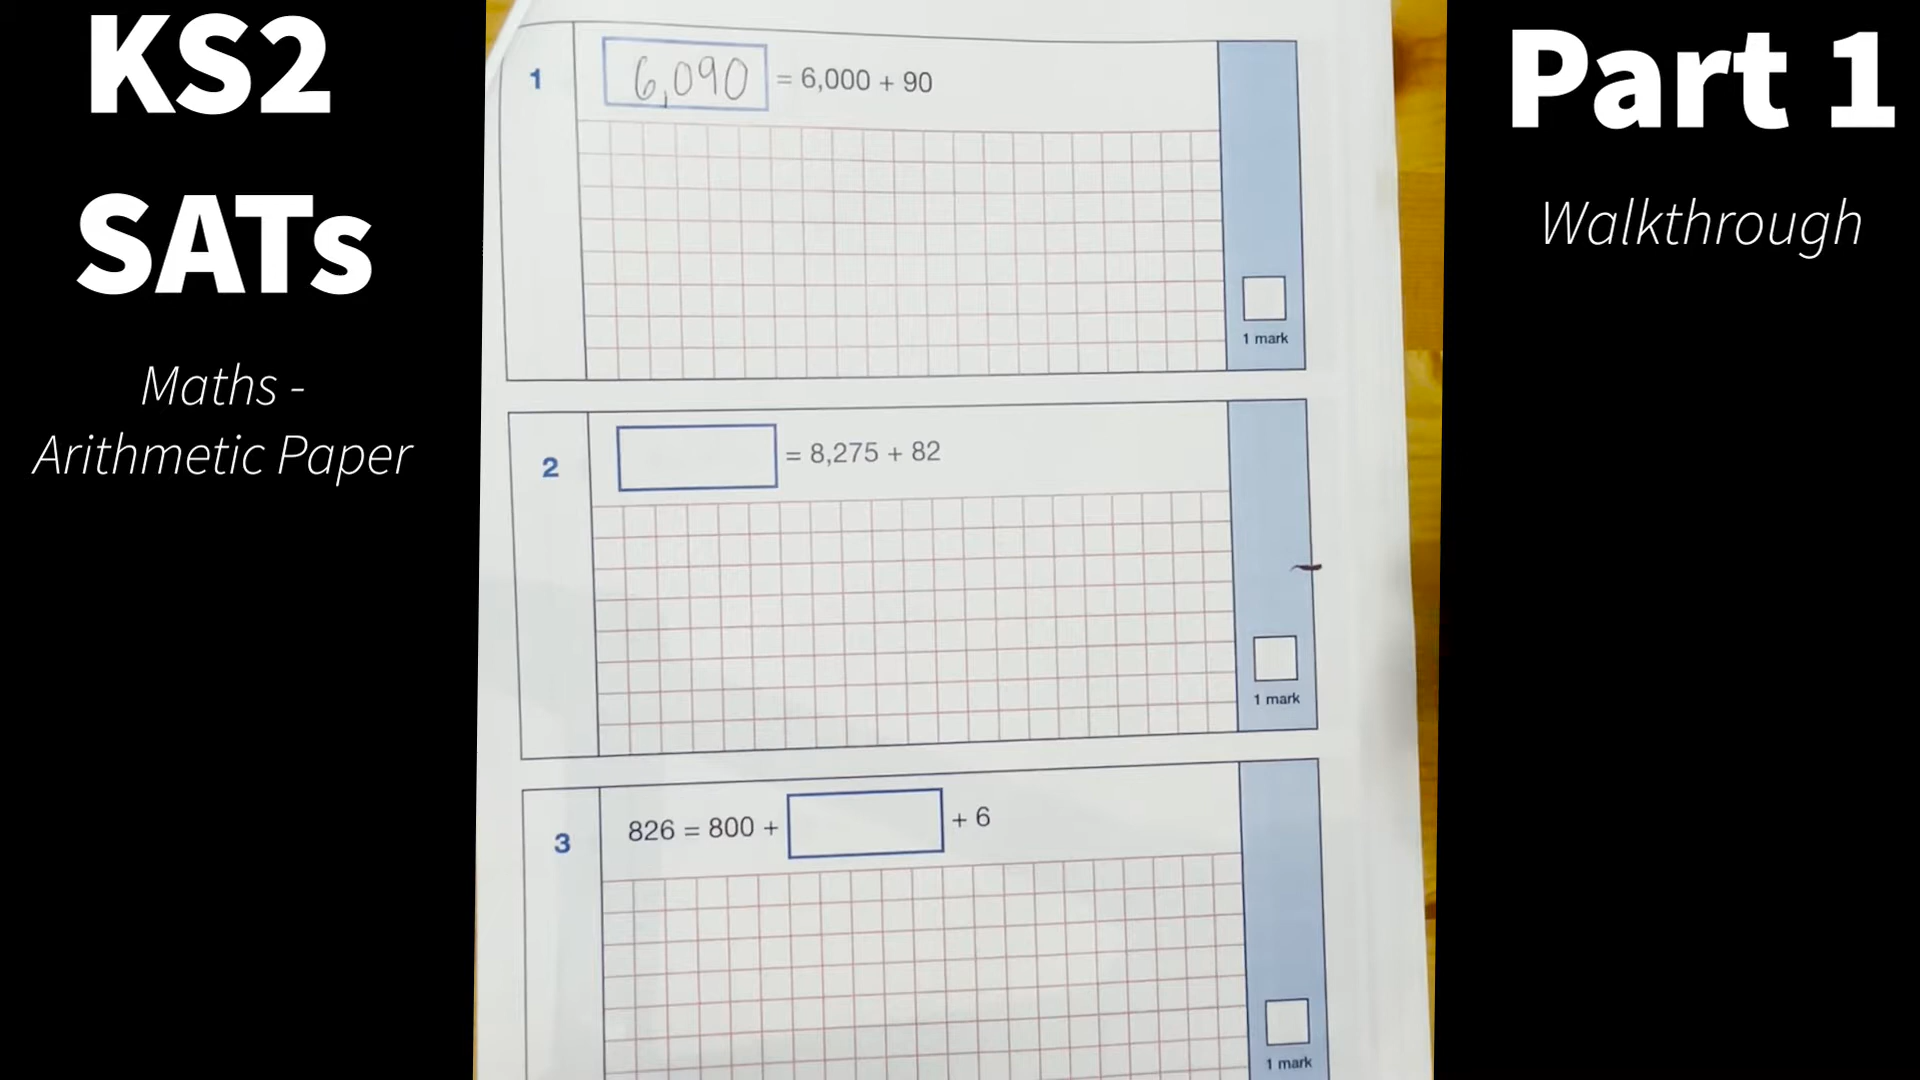 KS2
SATs
Maths -
Arithmetic Paper
Part 1
Walkthrough
1
6,090 = 6,000 + 90
1 mark
2
= 8,275 + 82
1 mark
3
826 = 800 + + 6
1 mark